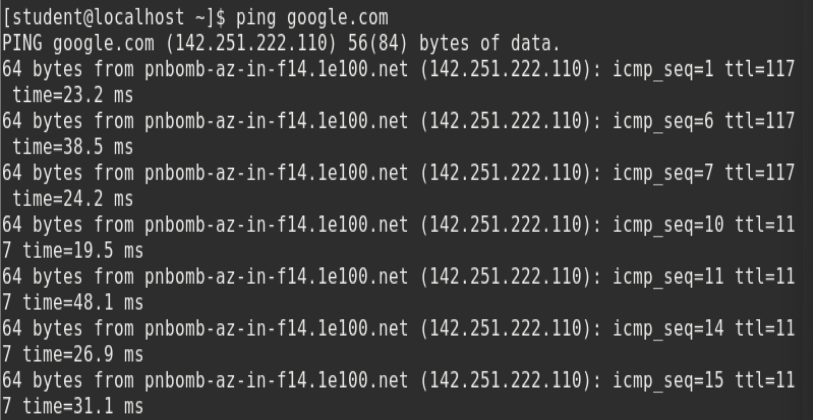 [student@localhost ~]$ ping google.com
PING google.com (142.251.222.110) 56(84) bytes of data.
64 bytes from pnbomb-az-in-f14.1e100.net (142.251.222.110): icmp_seq=1 ttl=117
 time=23.2 ms
64 bytes from pnbomb-az-in-f14.1e100.net (142.251.222.110): icmp_seq=6 ttl=117
 time=38.5 ms
64 bytes from pnbomb-az-in-f14.1e100.net (142.251.222.110): icmp_seq=7 ttl=117
 time=24.2 ms
64 bytes from pnbomb-az-in-f14.1e100.net (142.251.222.110): icmp_seq=10 ttl=11
7 time=19.5 ms
64 bytes from pnbomb-az-in-f14.1e100.net (142.251.222.110): icmp_seq=11 ttl=11
7 time=48.1 ms
64 bytes from pnbomb-az-in-f14.1e100.net (142.251.222.110): icmp_seq=14 ttl=11
7 time=26.9 ms
64 bytes from pnbomb-az-in-f14.1e100.net (142.251.222.110): icmp_seq=15 ttl=11
7 time=31.1 ms